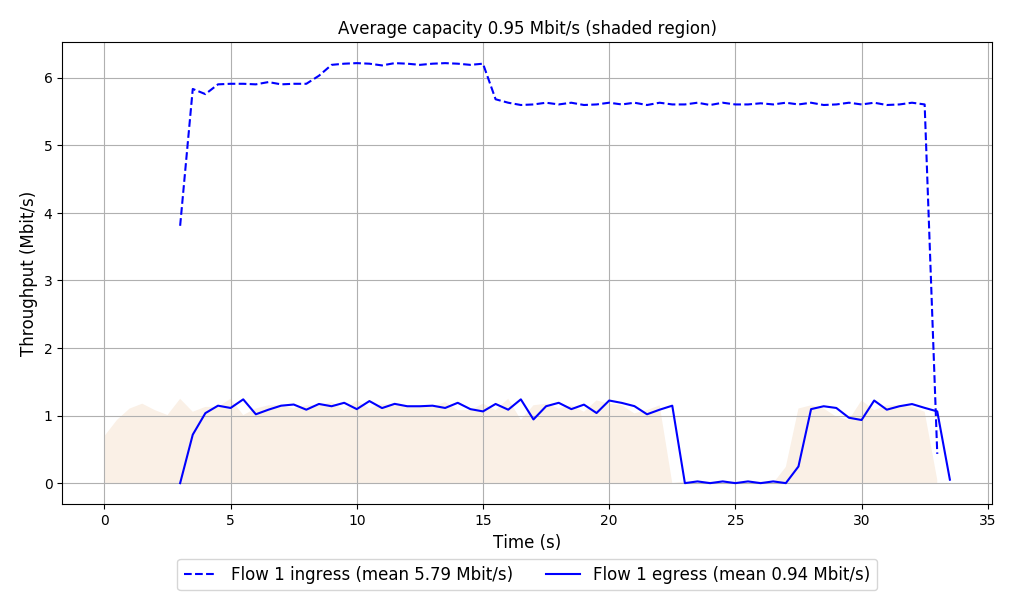 Average capacity 0.95 Mbit/s (shaded region)
Throughput (Mbit/s)
6
5
4
3
2
1
0
0 5 10 15 20 25 30 35
Time (s)
Flow 1 ingress (mean 5.79 Mbit/s) Flow 1 egress (mean 0.94 Mbit/s)